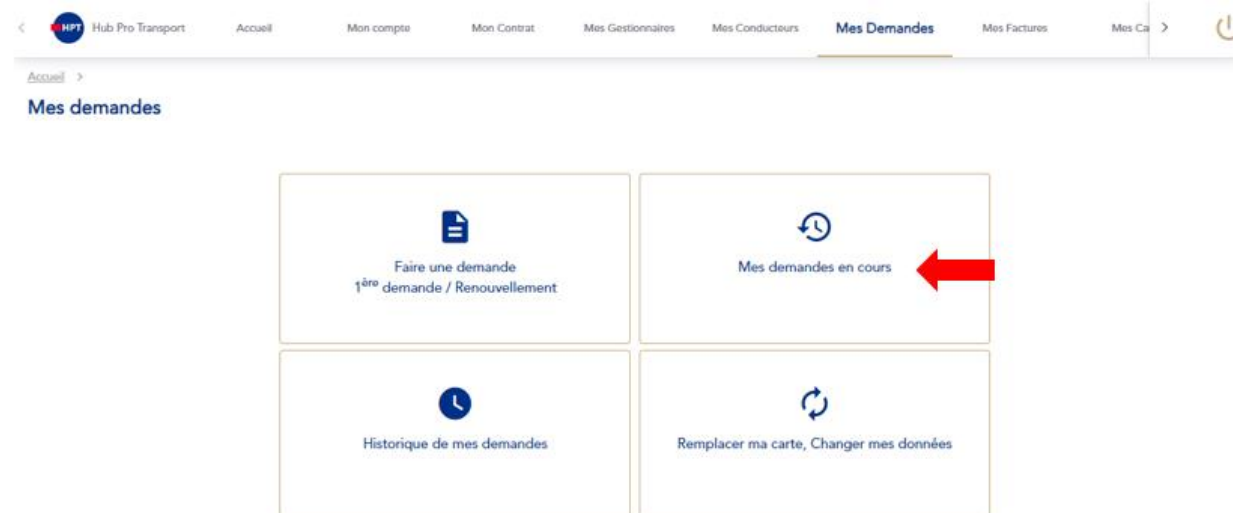 HPT Hub Pro Transport Accueil Mon compte Mon Contrat Mes Gestionnaires Mes Conducteurs Mes Demandes Mes Factures Mes Ca
Accueil >
Mes demandes
Faire une demande
1ère demande / Renouvellement
Mes demandes en cours
Historique de mes demandes
Remplacer ma carte, Changer mes données